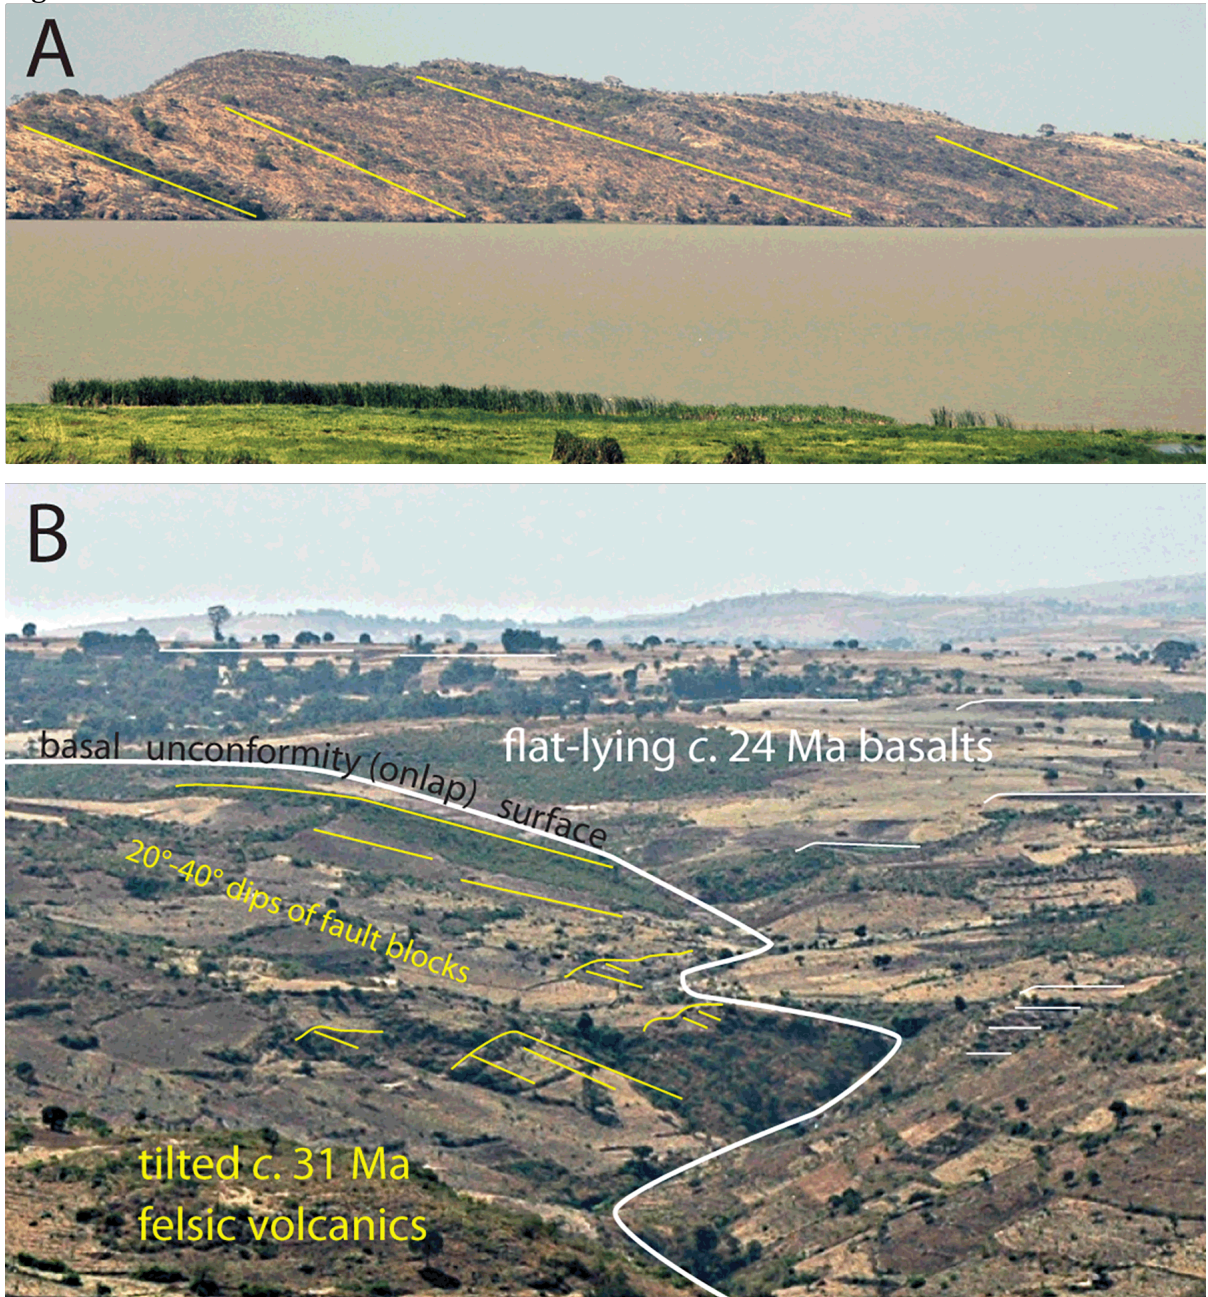 A
B
basal unconformity (onlap) surface
flat-lying c. 24 Ma basalts
20°-40° dips of fault blocks
tilted c. 31 Ma
felsic volcanics